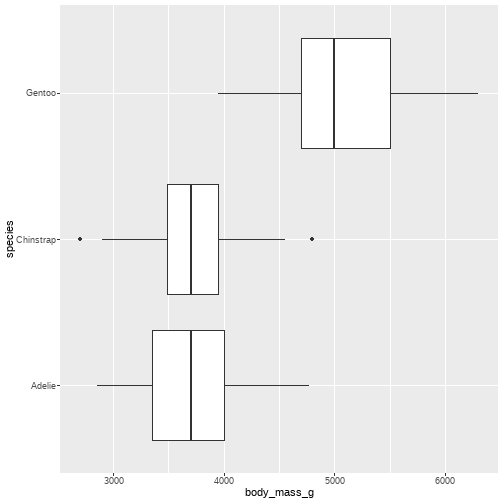 Gentoo
Chinstrap
Adelie
species
3000 4000 5000 6000
body_mass_g